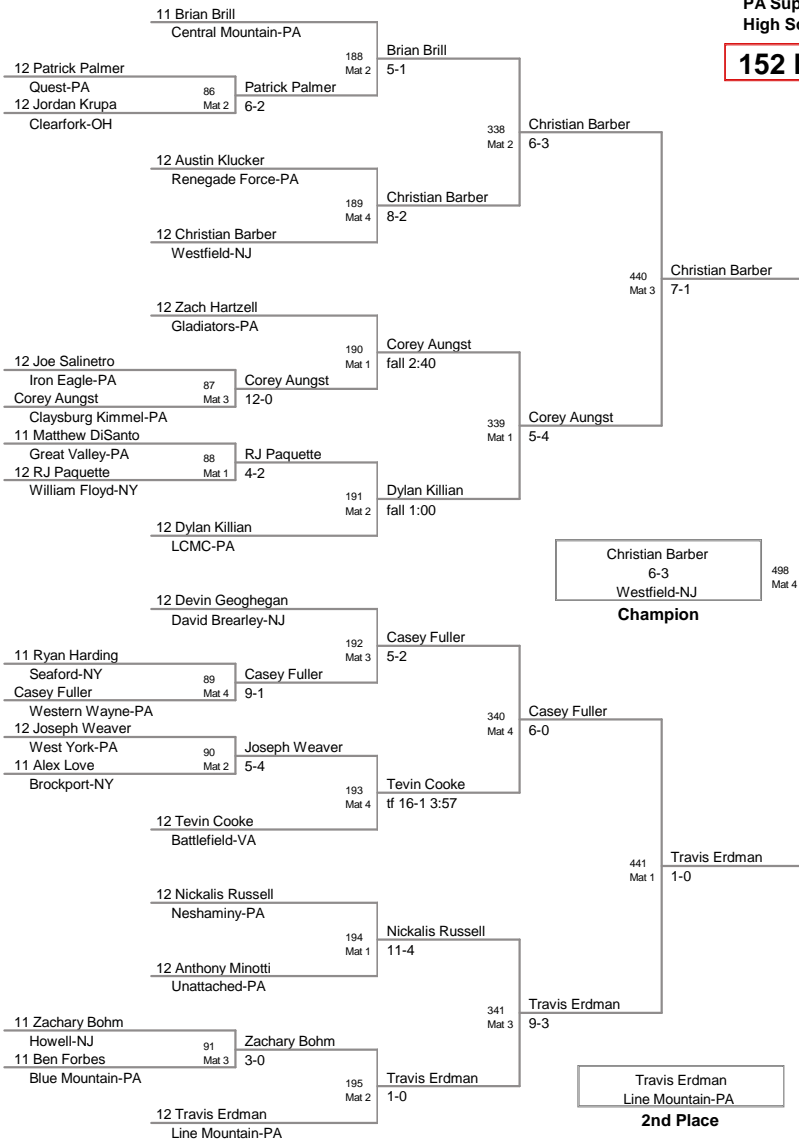 PA Sup
High Sc
152
11 Brian Brill
Central Mountain-PA
188
Mat 2
Brian Brill
5-1
12 Patrick Palmer
Quest-PA
86
Mat 2
Patrick Palmer
6-2
12 Jordan Krupa
Clearfork-OH
338
Mat 2
Christian Barber
6-3
12 Austin Klucker
Renegade Force-PA
189
Mat 4
Christian Barber
8-2
12 Christian Barber
Westfield-NJ
440
Mat 3
Christian Barber
7-1
12 Zach Hartzell
Gladiators-PA
190
Mat 1
Corey Aungst
fall 2:40
12 Joe Salinetro
Iron Eagle-PA
87
Mat 3
Corey Aungst
12-0
Corey Aungst
Claysburg Kimmel-PA
339
Mat 1
Corey Aungst
5-4
11 Matthew DiSanto
Great Valley-PA
88
Mat 1
RJ Paquette
4-2
12 RJ Paquette
William Floyd-NY
191
Mat 2
Dylan Killian
fall 1:00
12 Dylan Killian
LCMC-PA
Christian Barber
6-3
Westfield-NJ
498
Mat 4
Champion
12 Devin Geoghegan
David Brearley-NJ
192
Mat 3
Casey Fuller
5-2
11 Ryan Harding
Seaford-NY
89
Mat 4
Casey Fuller
9-1
Casey Fuller
Western Wayne-PA
340
Mat 4
Casey Fuller
6-0
12 Joseph Weaver
West York-PA
90
Mat 2
Joseph Weaver
5-4
11 Alex Love
Brockport-NY
193
Mat 4
Tevin Cooke
tf 16-1 3:57
12 Tevin Cooke
Battlefield-VA
441
Mat 1
Travis Erdman
1-0
12 Nickalis Russell
Neshaminy-PA
194
Mat 1
Nickalis Russell
11-4
12 Anthony Minotti
Unattached-PA
341
Mat 3
Travis Erdman
9-3
11 Zachary Bohm
Howell-NJ
91
Mat 3
Zachary Bohm
3-0
11 Ben Forbes
Blue Mountain-PA
195
Mat 2
Travis Erdman
1-0
12 Travis Erdman
Line Mountain-PA
Travis Erdman
Line Mountain-PA
2nd Place